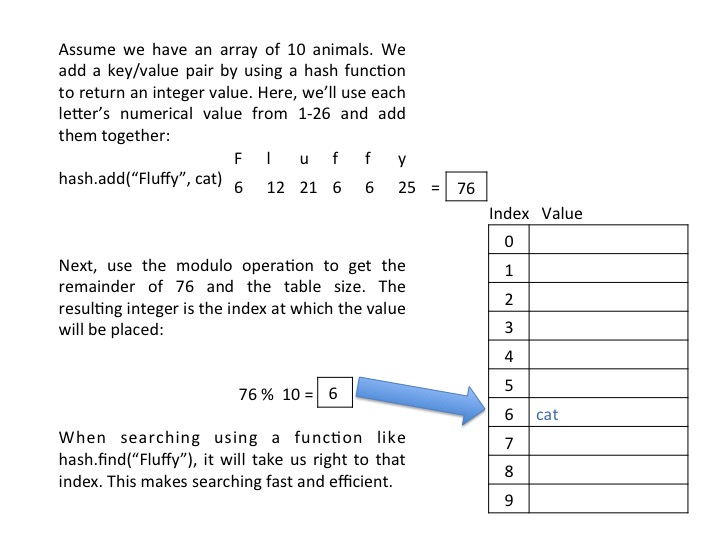 Assume we have an array of 10 animals. We
add a key/value pair by using a hash function
to return an integer value. Here, we'll use each
letter's numerical value from 1-26 and add
them together:
F l u f f y
hash.add("Fluffy", cat) 6 12 21 6 6 25 = 76
Index Value
0
Next, use the modulo operation to get the
1
remainder of 76 and the table size. The
2
resulting integer is the index at which the value
3
will be placed:
4
5
76 % 10 = 6
6 cat
When searching using a function like
7
hash.find("Fluffy"), it will take us right to that
8
index. This makes searching fast and efficient.
9